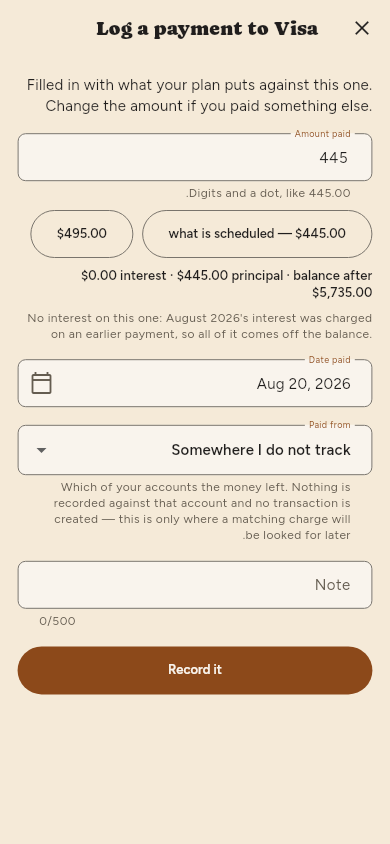 Log a payment to Visa
Filled in with what your plan puts against this one.
Change the amount if you paid something else.
Amount paid
445
.Digits and a dot, like 445.00
$495.00
what is scheduled — $445.00
$0.00 interest · $445.00 principal · balance after
$5,735.00
No interest on this one: August 2026's interest was charged
on an earlier payment, so all of it comes off the balance.
Date paid
Aug 20, 2026
Paid from
Somewhere I do not track
Which of your accounts the money left. Nothing is
recorded against that account and no transaction is
created — this is only where a matching charge will
.be looked for later
Note
0/500
Record it